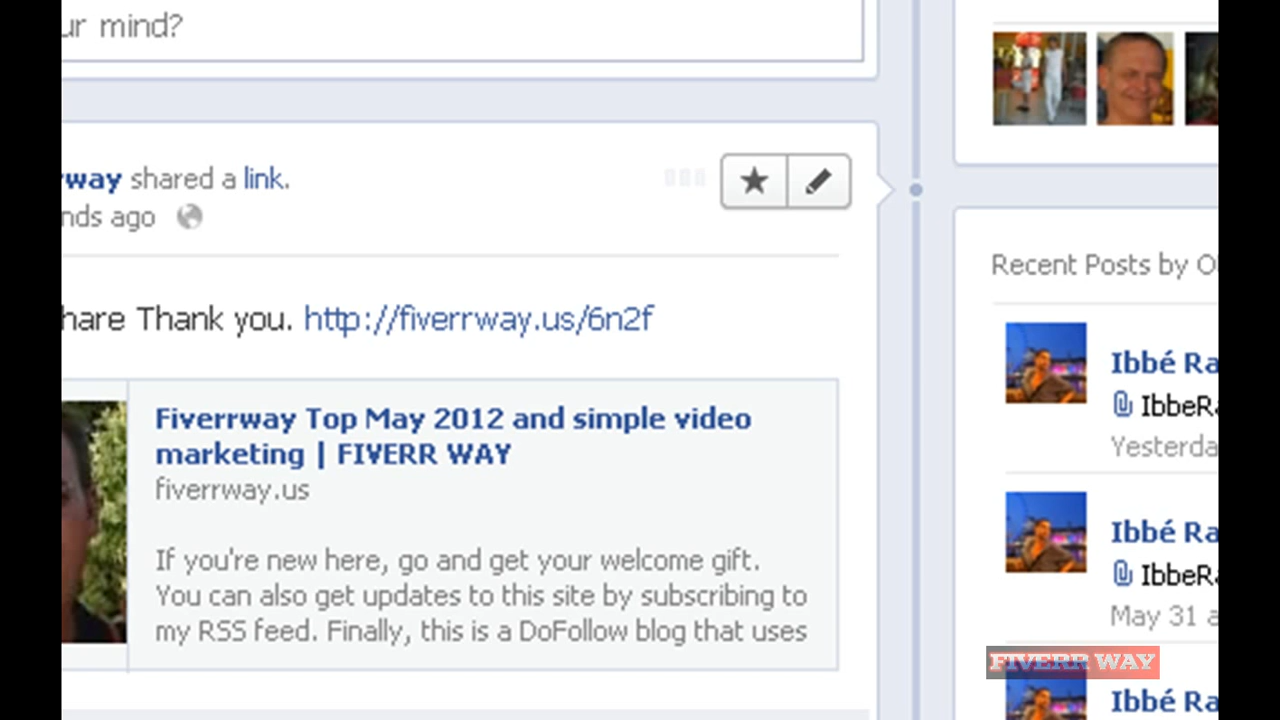 ur mind?
way shared a link.
nds ago
hare Thank you. http://fiverrway.us/6n2f
Fiverrway Top May 2012 and simple video
marketing | FIVERR WAY
fiverrway.us
If you're new here, go and get your welcome gift.
You can also get updates to this site by subscribing to
my RSS feed. Finally, this is a DoFollow blog that uses
Recent Posts by O
Ibbé Ra
IbbeRa
Yesterda
Ibbé Ra
IbbeRa
May 31 a
Ibbé Ra
FIVERR WAY